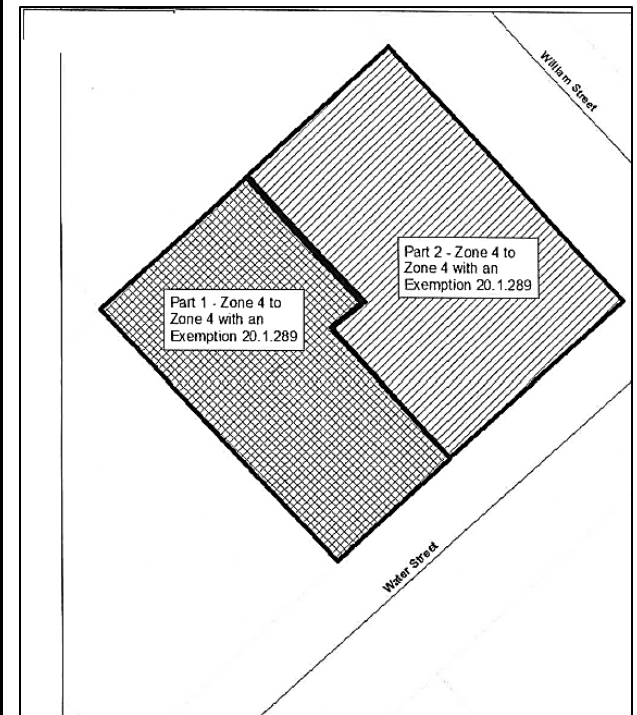 William Street
Part 2 - Zone 4 to
Zone 4 with an
Exemption 20.1.289
Part 1 - Zone 4 to
Zone 4 with an
Exemption 20.1.289
Water Street